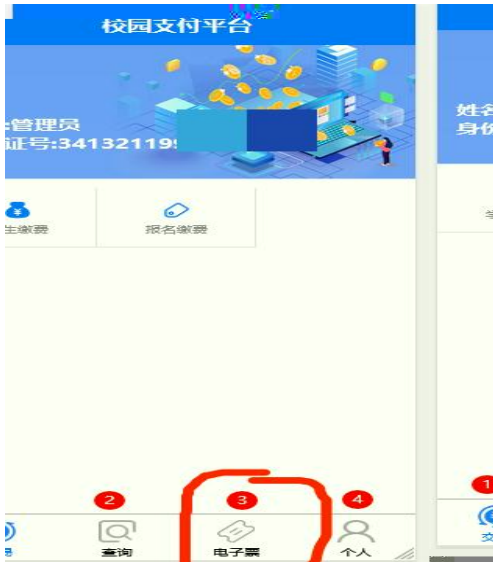 校园支付平台
:管理员
证号:34132119
姓名
身份
生缴费
报名缴费
2
3
4
1
查询
电子票
个人
交